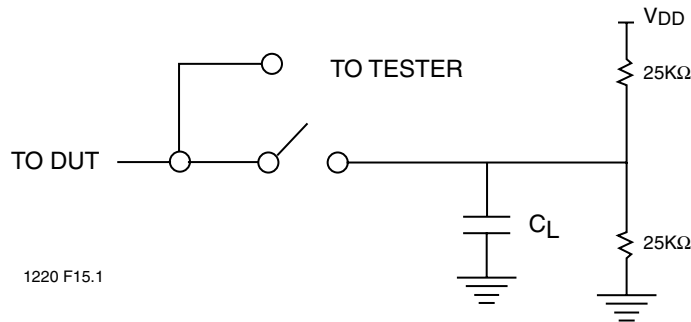 VDD
25KΩ
TO TESTER
TO DUT
CL
25KΩ
1220 F15.1